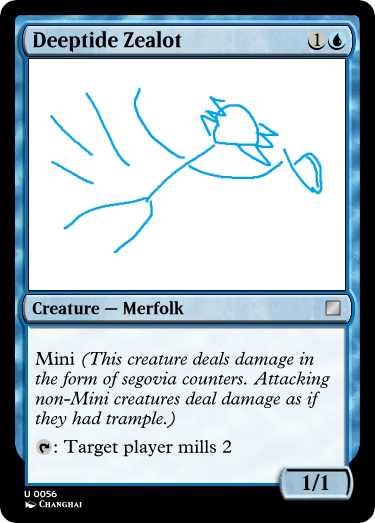 Deeptide Zealot 1
Creature — Merfolk
Mini (This creature deals damage in
the form of segovia counters. Attacking
non-Mini creatures deal damage as if
they had trample.)
: Target player mills 2
1/1
U 0056
Changhai